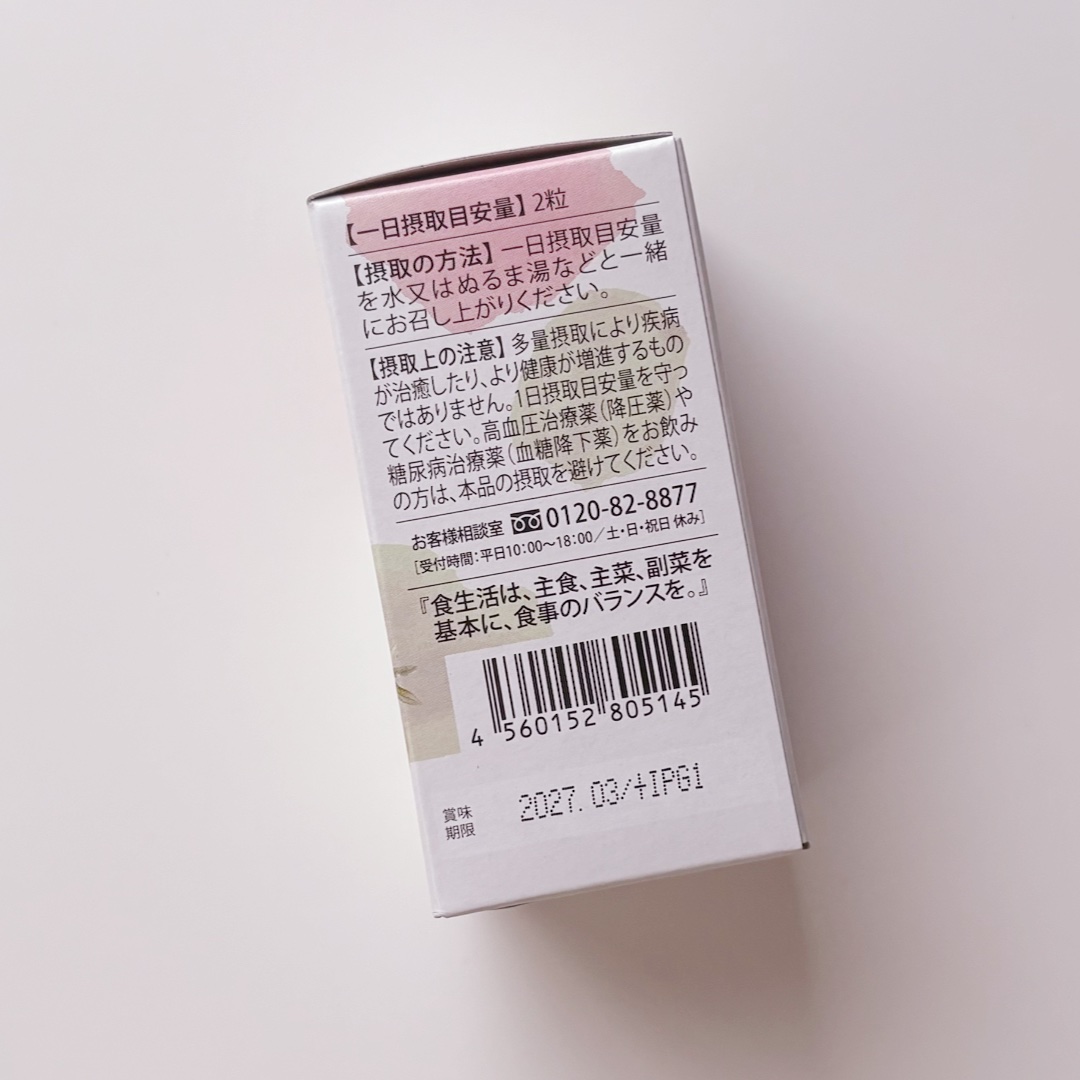 【一日摂取目安量】2粒
【摂取の方法】一日摂取目安量
を水又はぬるま湯などと一緒
にお召し上がりください。
【摂取上の注意】多量摂取により疾病
が治癒したり、より健康が増進するもの
ではありません。1日摂取目安量を守っ
てください。高血圧治療薬(降圧薬)や
糖尿病治療薬(血糖降下薬)をお飲み
の方は、本品の摂取を避けてください。
お客様相談室 0120-82-8877
[受付時間:平日10:00〜18:00/土・日・祝日 休み]
『食生活は、主食、主菜、副菜を
基本に、食事のバランスを。』
4 560152 805145
賞味
期限
2027. 03/+IPG1